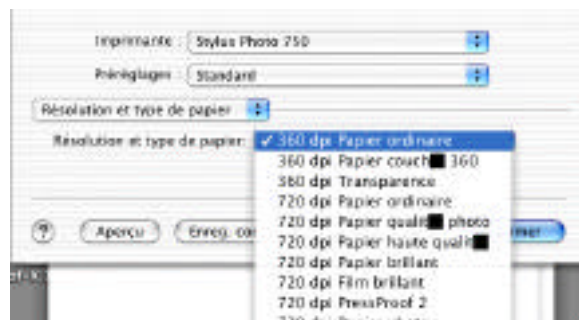 Imprimante : Stylus Photo 750
Préréglages : Standard
Résolution et type de papier
Résolution et type de papier: ✓ 360 dpi Papier ordinaire
360 dpi Papier couch■ 360
360 dpi Transparence
720 dpi Papier ordinaire
720 dpi Papier qualit■ photo
720 dpi Papier haute qualit■
720 dpi Papier brillant
720 dpi Film brillant
720 dpi PressProof 2
? Aperçu Enreg. mer